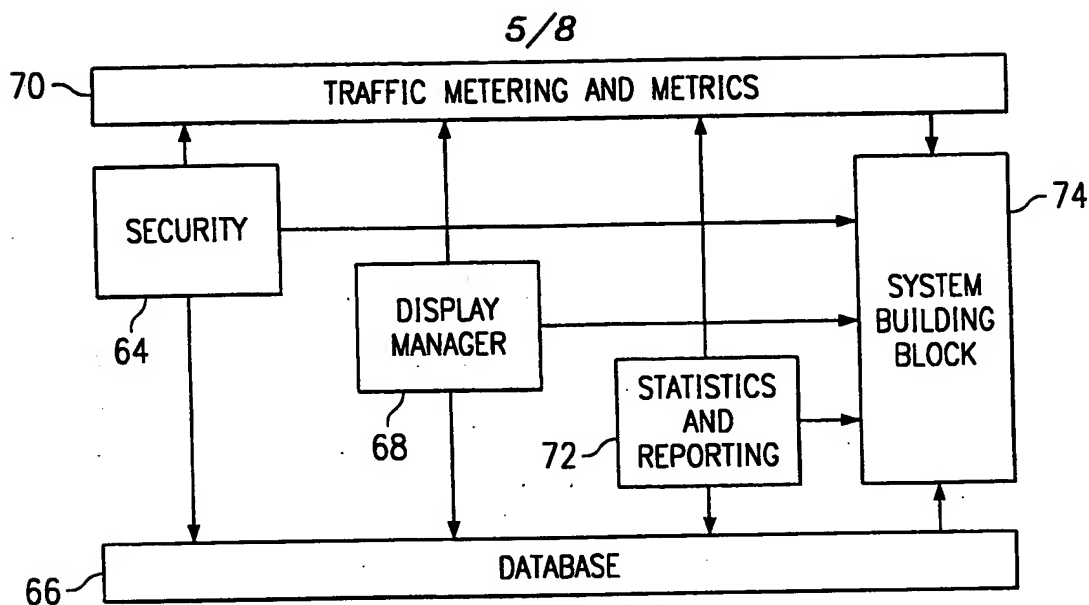 5/8
70
TRAFFIC METERING AND METRICS
SECURITY
64
DISPLAY
MANAGER
68
STATISTICS
AND
REPORTING
72
SYSTEM
BUILDING
BLOCK
74
DATABASE
66